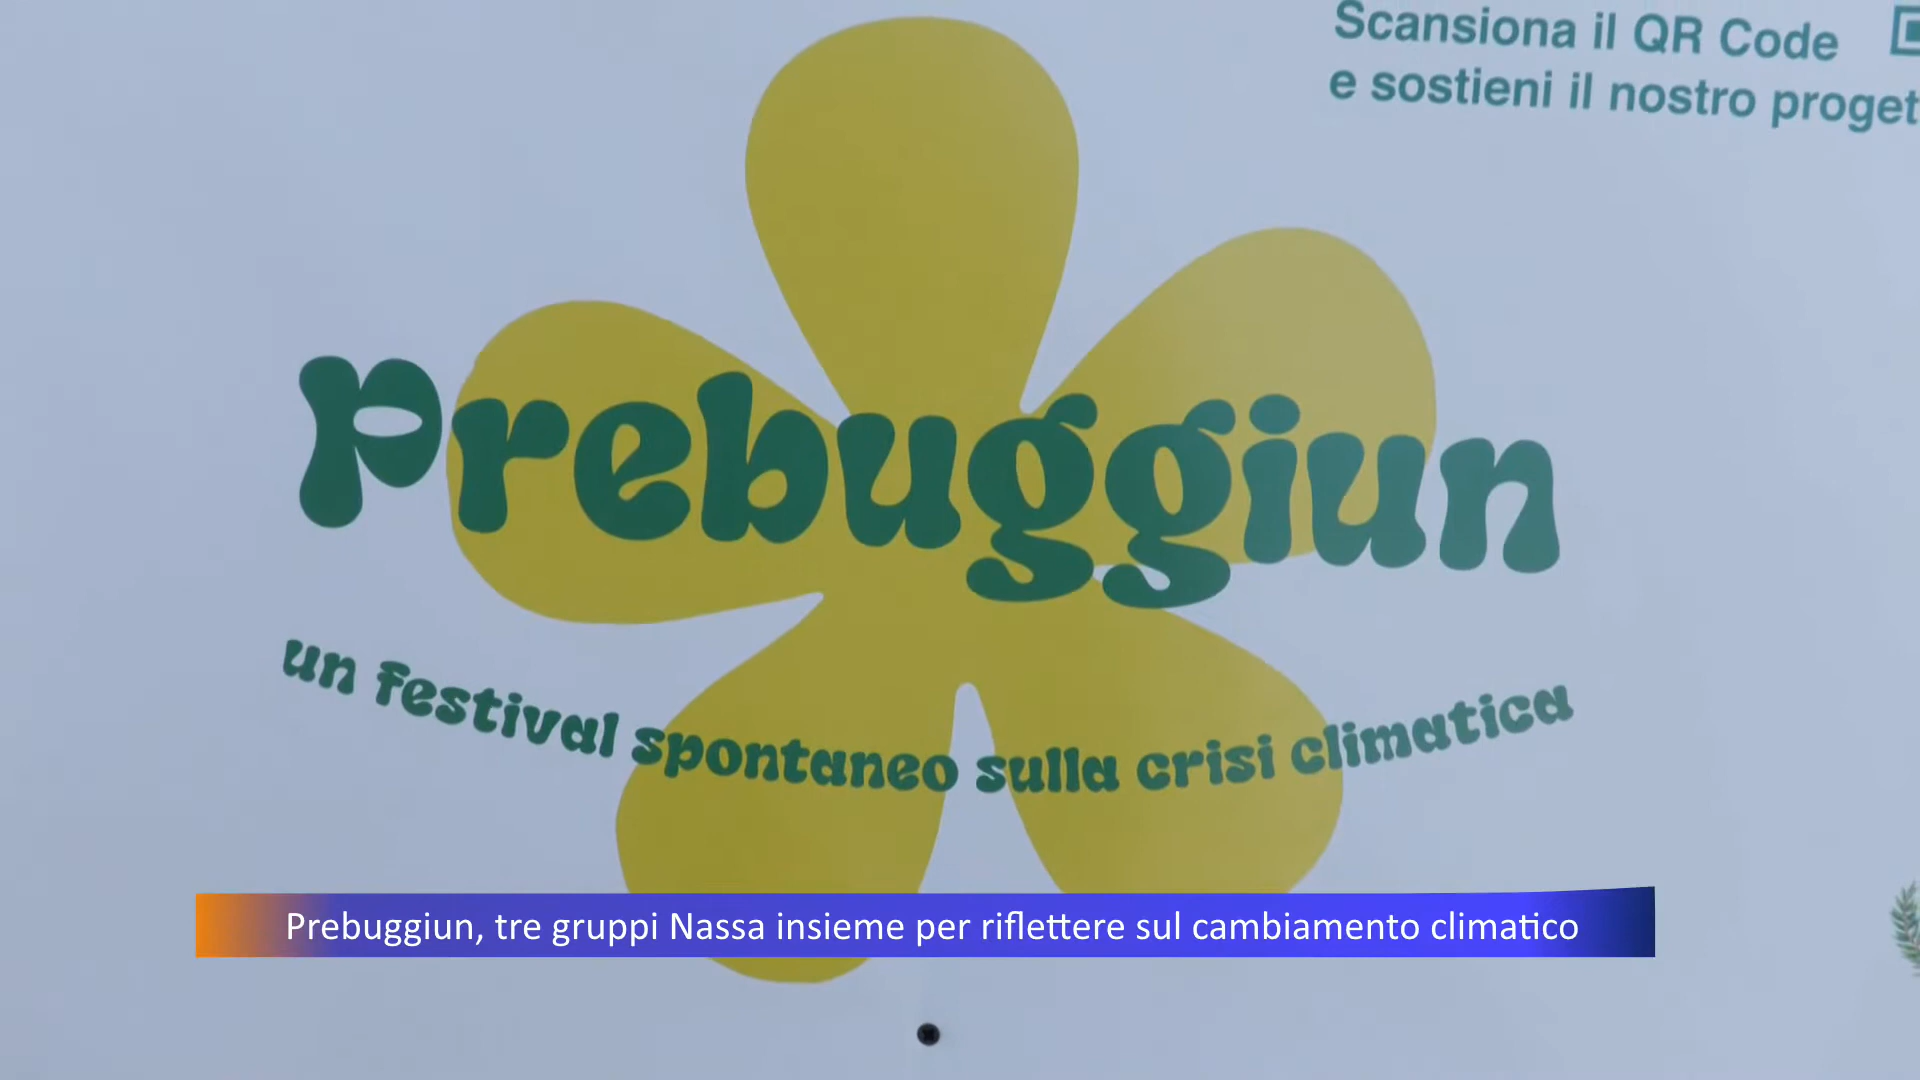 Scansiona il QR Code
e sostieni il nostro proget
Prebuggiun
un festival spontaneo sulla crisi climatica
Prebuggiun, tre gruppi Nassa insieme per riflettere sul cambiamento climatico